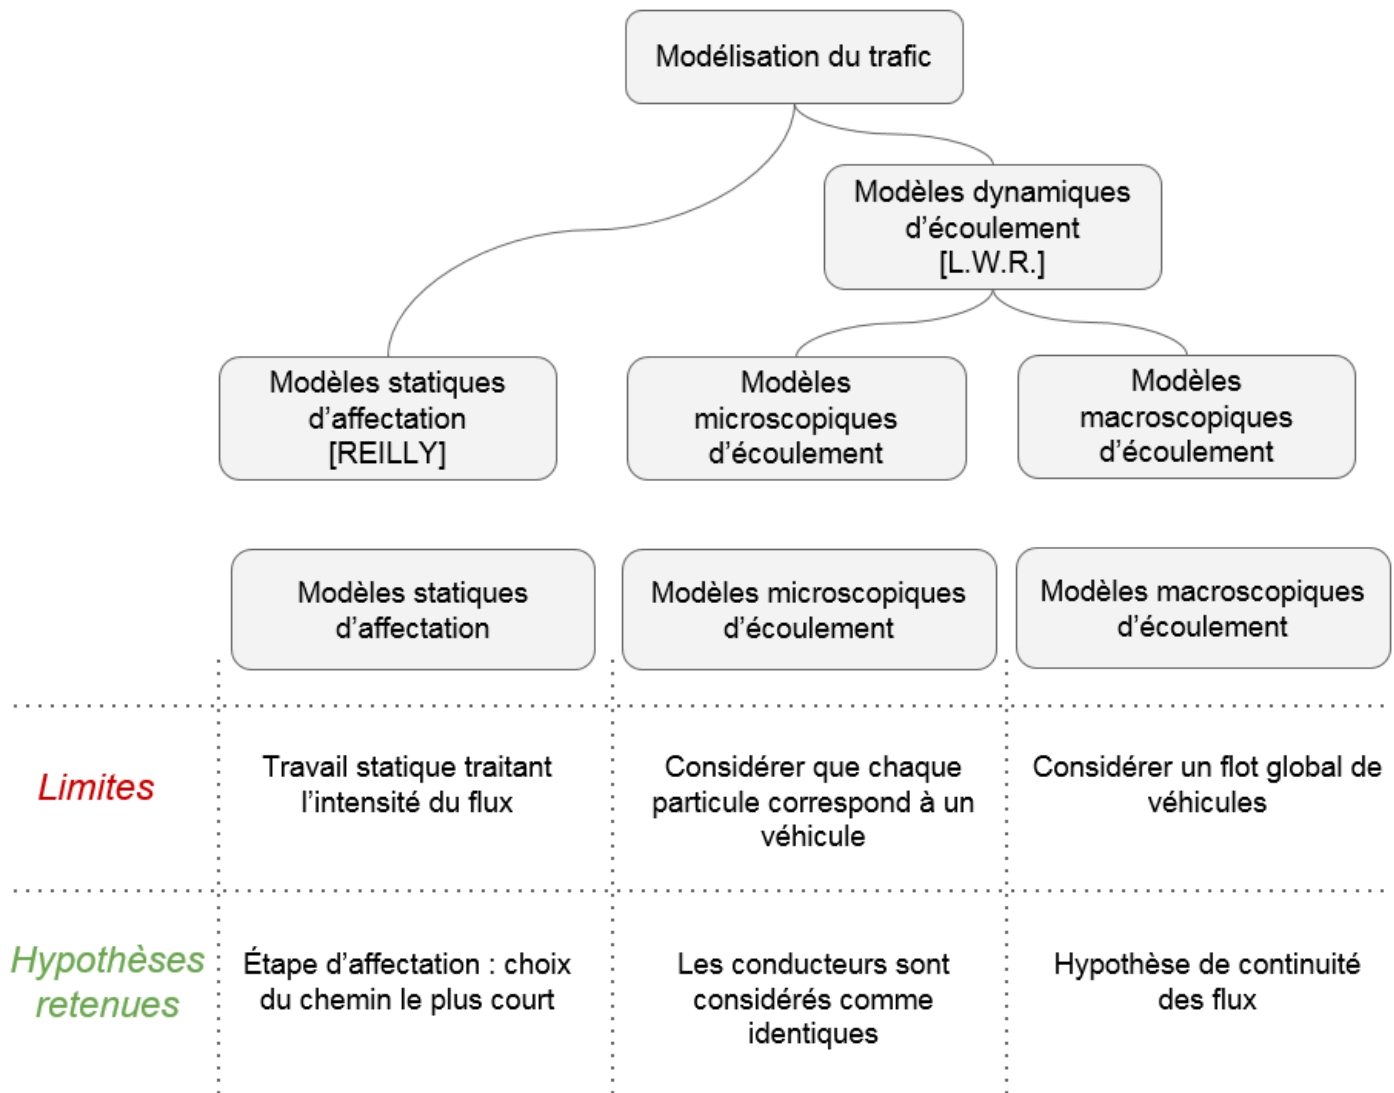 Modélisation du trafic
Modèles dynamiques
d'écoulement
[L.W.R.]
Modèles statiques
d'affectation
[REILLY]
Modèles
microscopiques
d'écoulement
Modèles
macroscopiques
d'écoulement
Modèles statiques
d'affectation
Modèles microscopiques
d'écoulement
Modèles macroscopiques
d'écoulement
Limites
Travail statique traitant
l'intensité du flux
Considérer que chaque
particule correspond à un
véhicule
Considérer un flot global de
véhicules
Hypothèses
retenues
Étape d'affectation : choix
du chemin le plus court
Les conducteurs sont
considérés comme
identiques
Hypothèse de continuité
des flux